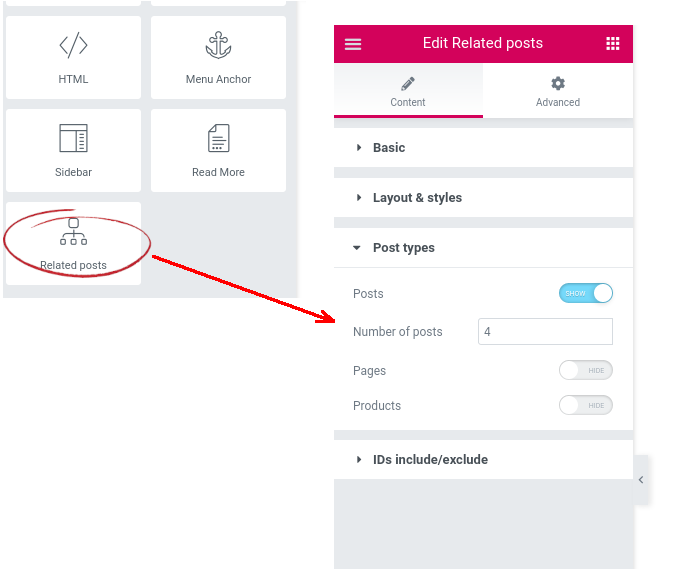 HTML
Menu Anchor
Sidebar
Read More
Related posts
Edit Related posts
Content
Advanced
Basic
Layout & styles
Post types
Posts
SHOW
Number of posts
4
Pages
HIDE
Products
HIDE
IDs include/exclude